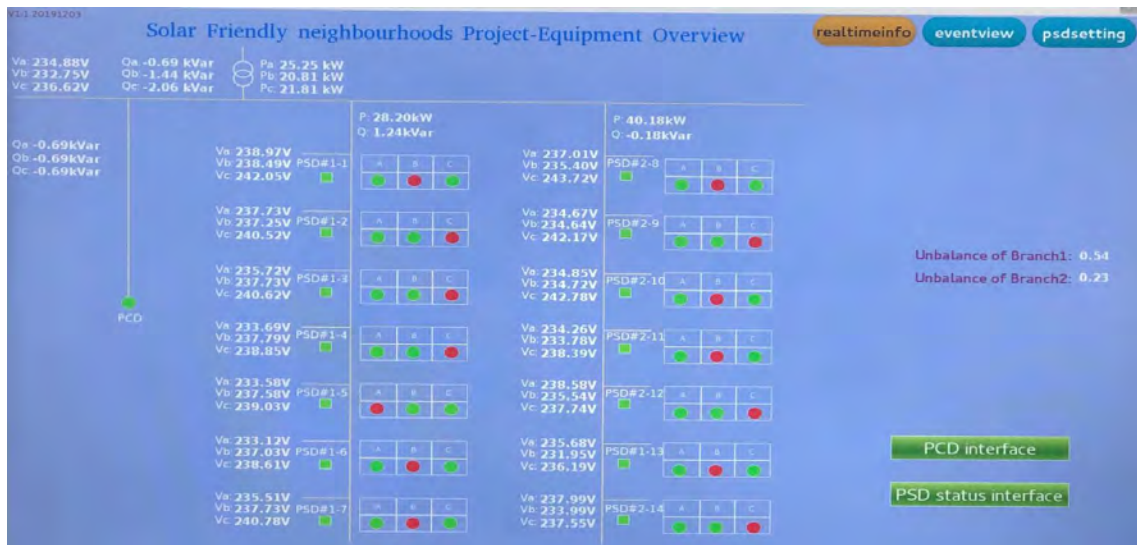 V1.1.20191203
Solar Friendly neighbourhoods Project-Equipment Overview
realtimeinfo
eventview
psdsetting
Va: 234.88V Qa: -0.69 kVar Pa: 25.25 kW
Vb: 232.75V Qb: -1.44 kVar Pb: 20.81 kW
Vc: 236.62V Qc: -2.06 kVar Pc: 21.81 kW
P: 28.20kW
Q: 1.24kVar
P: 40.18kW
Q: -0.18kVar
Qa: -0.69kVar
Qb: -0.69kVar
Qc: -0.69kVar
PCD
Va: 238.97V
Vb: 238.49V PSD#1-1
Vc: 242.05V
A B C
Va: 237.73V
Vb: 237.25V PSD#1-2
Vc: 240.52V
A B C
Va: 235.72V
Vb: 237.73V PSD#1-3
Vc: 240.62V
A B C
Va: 233.69V
Vb: 237.79V PSD#1-4
Vc: 238.85V
A B C
Va: 233.58V
Vb: 237.58V PSD#1-5
Vc: 239.03V
A B C
Va: 233.12V
Vb: 237.03V PSD#1-6
Vc: 238.61V
A B C
Va: 235.51V
Vb: 237.73V PSD#1-7
Vc: 240.78V
A B C
Va: 237.01V
Vb: 235.40V PSD#2-8
Vc: 243.72V
A B C
Va: 234.67V
Vb: 234.64V PSD#2-9
Vc: 242.17V
A B C
Va: 234.85V
Vb: 234.72V PSD#2-10
Vc: 242.78V
A B C
Va: 234.26V
Vb: 233.78V PSD#2-11
Vc: 238.39V
A B C
Va: 238.58V
Vb: 235.54V PSD#2-12
Vc: 237.74V
A B C
Va: 235.68V
Vb: 231.95V PSD#1-13
Vc: 236.19V
A B C
Va: 237.99V
Vb: 233.99V PSD#2-14
Vc: 237.55V
A B C
Unbalance of Branch1: 0.54
Unbalance of Branch2: 0.23
PCD interface
PSD status interface